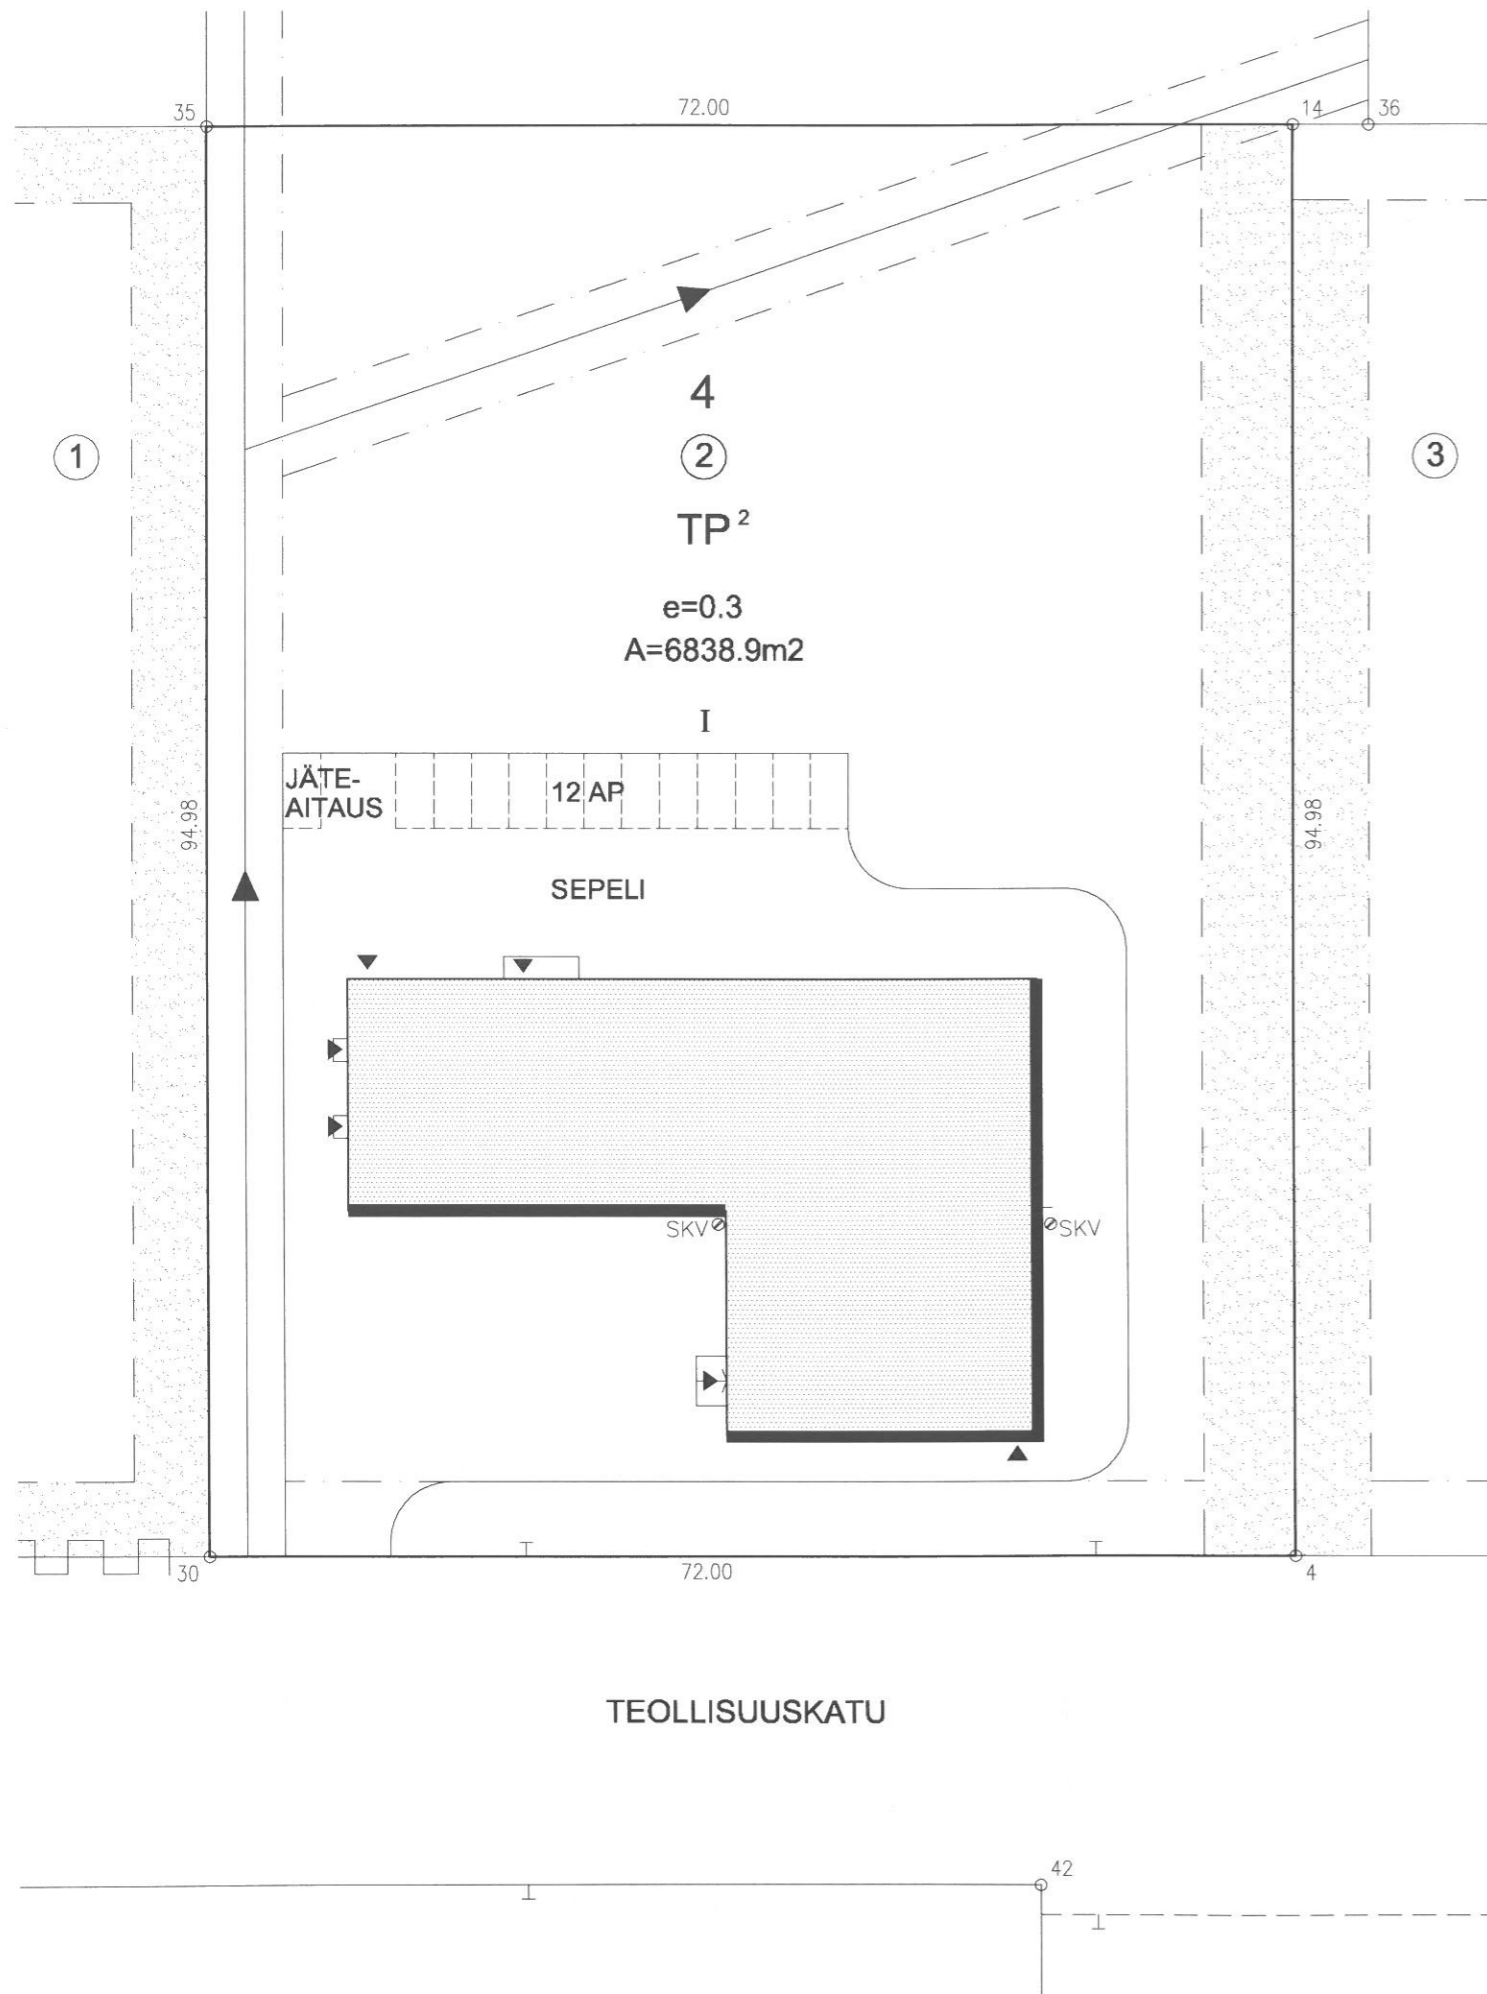 35
72.00
14
36
4
1
2
3
TP²
e=0.3
A=6838.9m2
I
JÄTE-
AITAUS
12 AP
94.98
94.98
SEPELI
SKV
SKV
30
72.00
4
TEOLLISUUSKATU
42